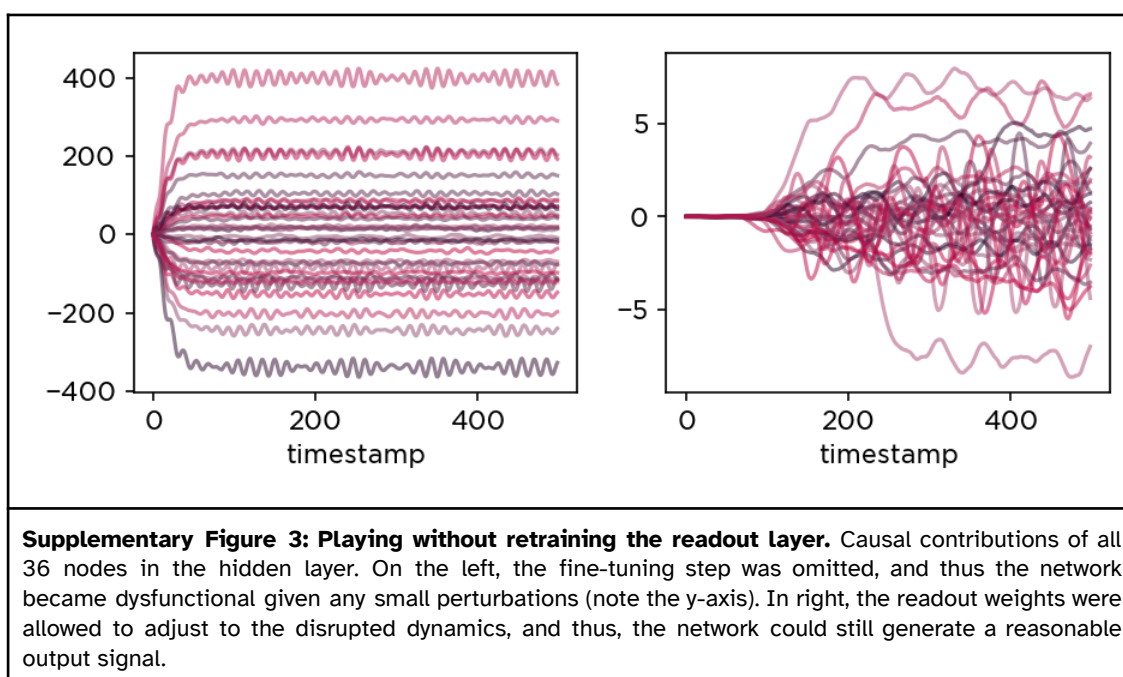 400
200
0
−200
−400
0
200
400
timestamp
5
0
−5
0
200
400
timestamp
Supplementary Figure 3: Playing without retraining the readout layer. Causal contributions of all
36 nodes in the hidden layer. On the left, the fine-tuning step was omitted, and thus the network
became dysfunctional given any small perturbations (note the y-axis). In right, the readout weights were
allowed to adjust to the disrupted dynamics, and thus, the network could still generate a reasonable
output signal.